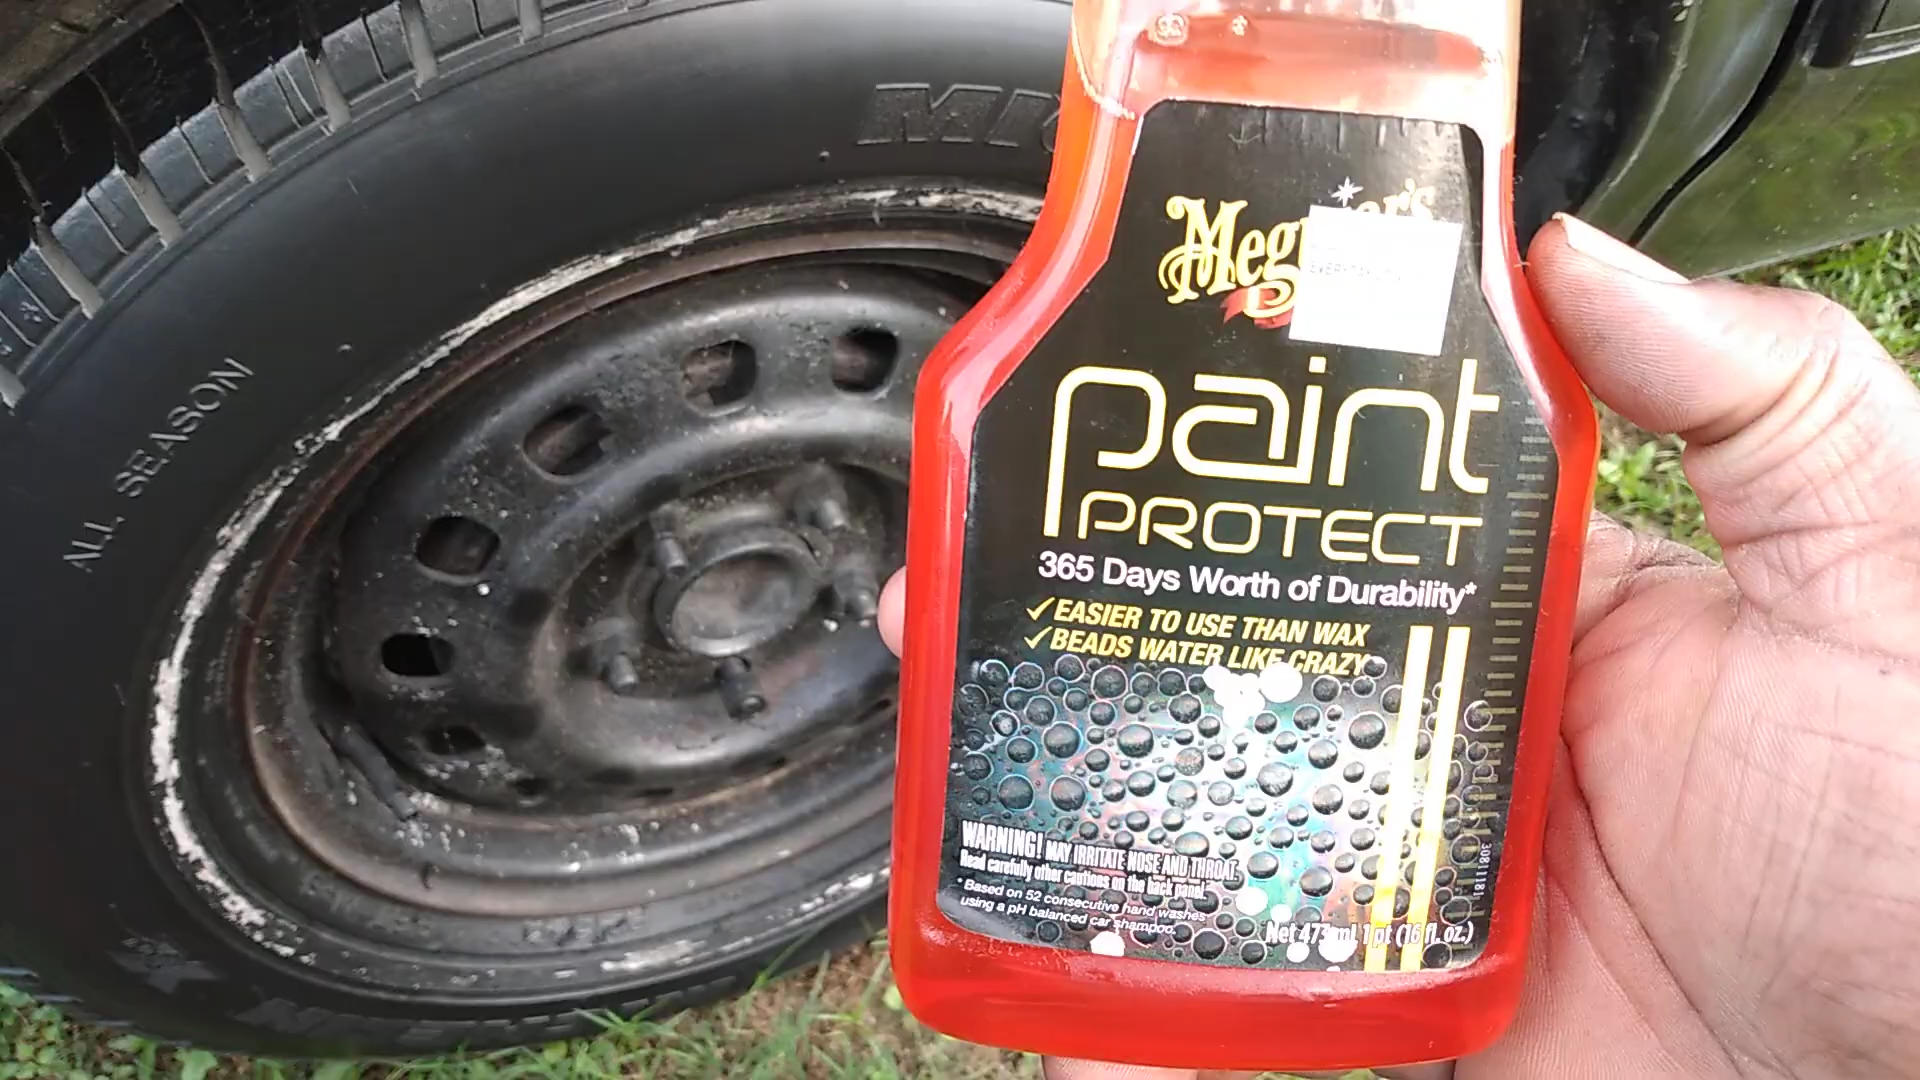 ALL SEASON
MIC
Meg
paint
PROTECT
365 Days Worth of Durability*
✓EASIER TO USE THAN WAX
✓BEADS WATER LIKE CRAZY
WARNING! MAY IRRITATE NOSE AND THROAT.
Read carefully other cautions on the back panel.
* Based on 52 consecutive hand washes
using a pH balanced car shampoo.
Net 473 mL 1 pt (16 fl. oz.)